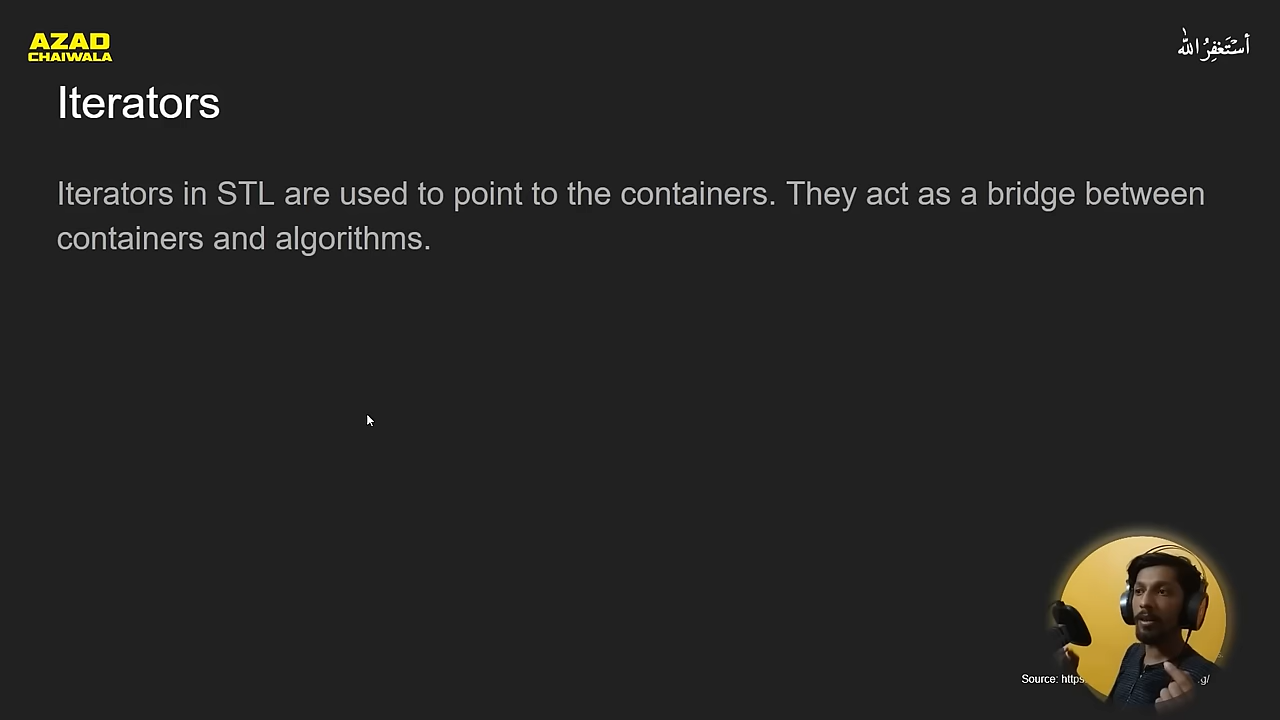 AZAD
CHAIWALA
أَسْتَغْفِرُ اللّٰه
Iterators
Iterators in STL are used to point to the containers. They act as a bridge between
containers and algorithms.
Source: https
g/